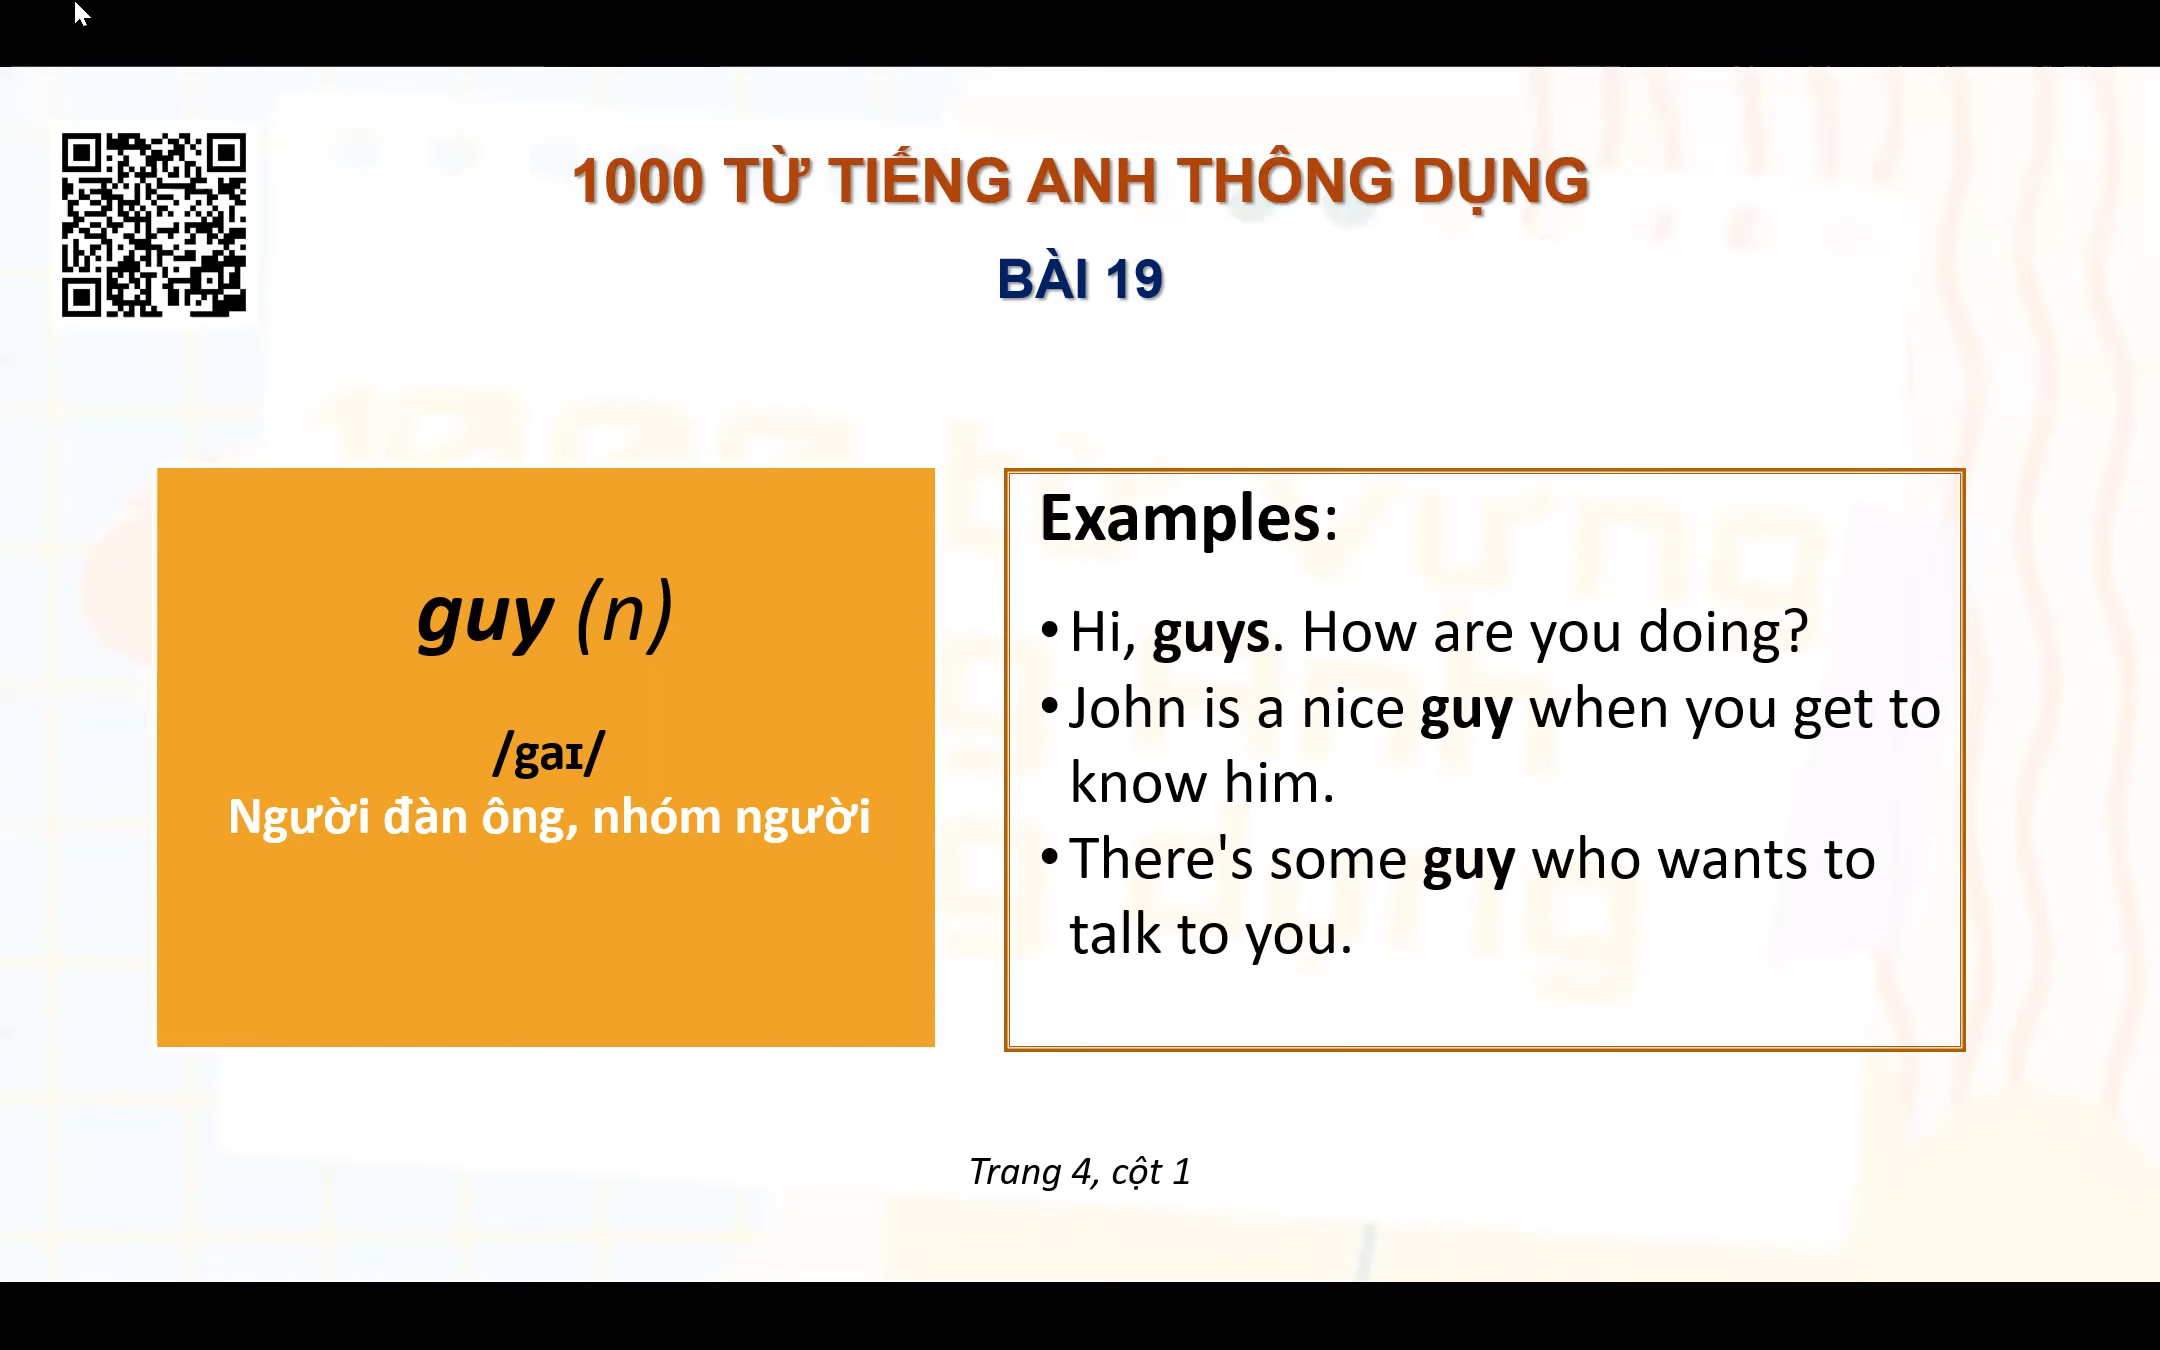 1000 TỪ TIẾNG ANH THÔNG DỤNG
BÀI 19
guy (n)
/gaɪ/
Người đàn ông, nhóm người
Examples:
• Hi, guys. How are you doing?
• John is a nice guy when you get to
know him.
• There's some guy who wants to
talk to you.
Trang 4, cột 1